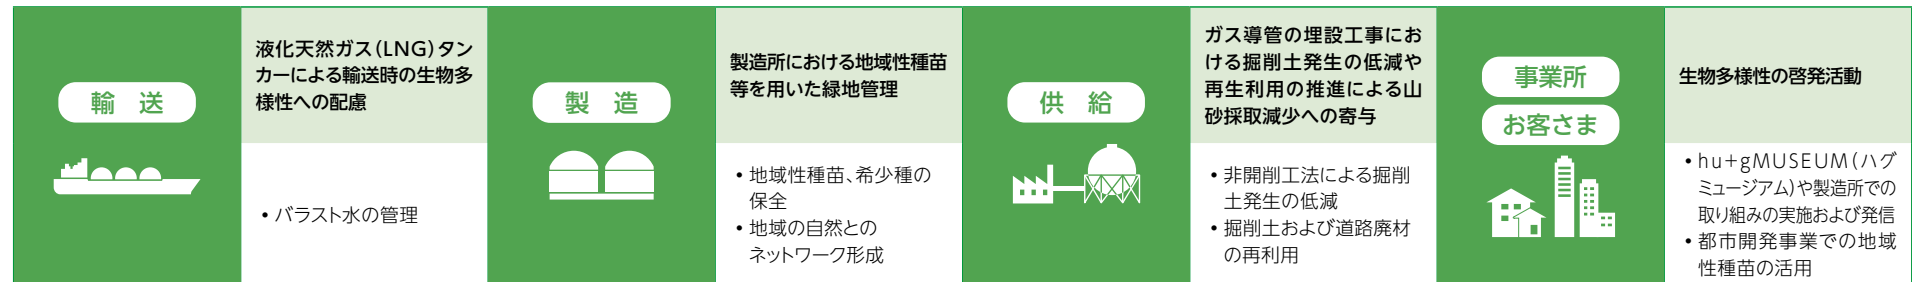 輸 送
液化天然ガス（LNG）タン
カーによる輸送時の生物多
様性への配慮
• バラスト水の管理
製 造
製造所における地域性種苗
等を用いた緑地管理
• 地域性種苗、希少種の
保全
• 地域の自然との
ネットワーク形成
供 給
ガス導管の埋設工事にお
ける掘削土発生の低減や
再生利用の推進による山
砂採取減少への寄与
• 非開削工法による掘削
土発生の低減
• 掘削土および道路廃材
の再利用
事業所
お客さま
生物多様性の啓発活動
• hu+gMUSEUM（ハグ
ミュージアム）や製造所での
取り組みの実施および発信
• 都市開発事業での地域
性種苗の活用